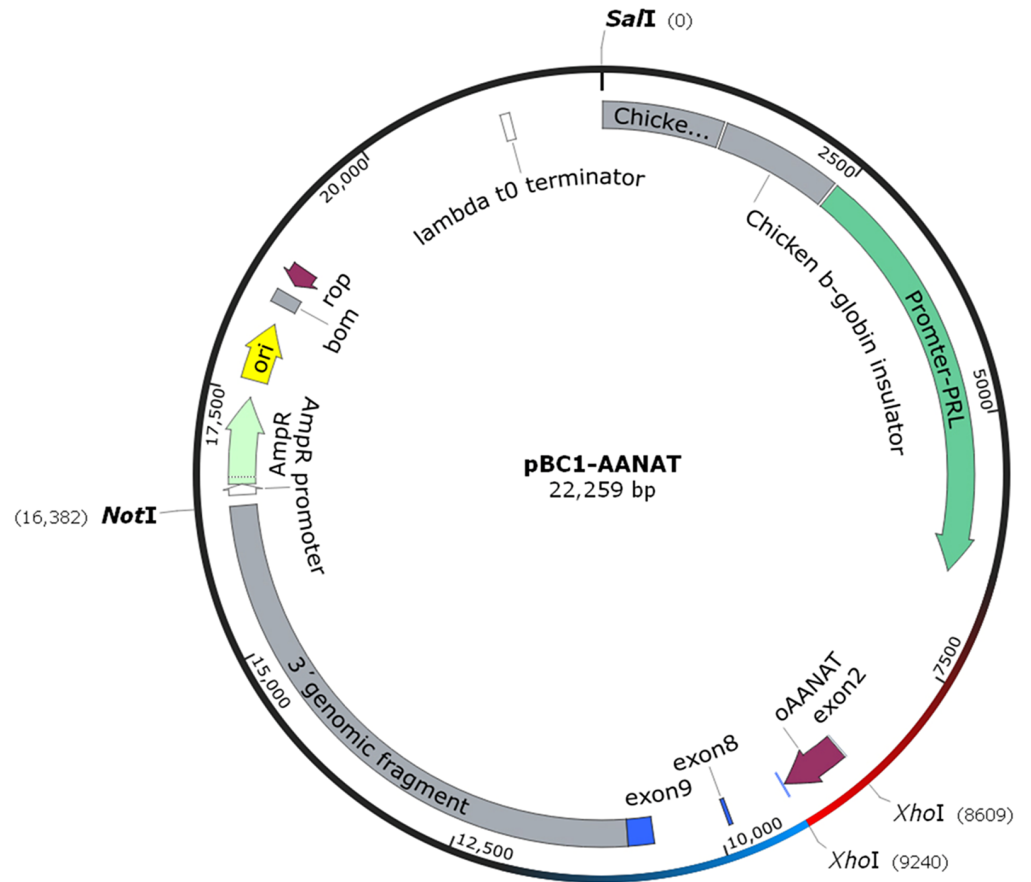 SalI (0)
Chicke...
2500
20,000
lambda t0 terminator
Chicken b-globin insulator
Promter-PRL
rop
bom
5000
ori
17,500
AmpR
AmpR promoter
pBC1-AANAT
22,259 bp
(16,382) NotI
7500
15,000
oAANAT
exon2
3´genomic fragment
exon8
exon9
XhoI (8609)
10,000
12,500
XhoI (9240)